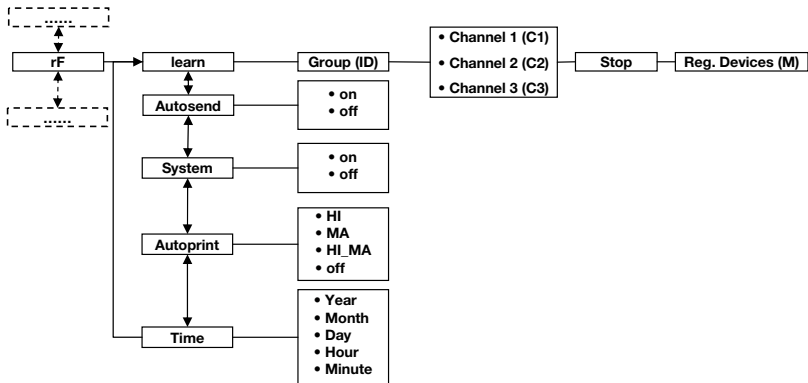 ......
rF
......
learn
Group (ID)
• Channel 1 (C1)
• Channel 2 (C2)
• Channel 3 (C3)
Stop
Reg. Devices (M)
Autosend
• on
• off
System
• on
• off
Autoprint
• HI
• MA
• HI_MA
• off
Time
• Year
• Month
• Day
• Hour
• Minute